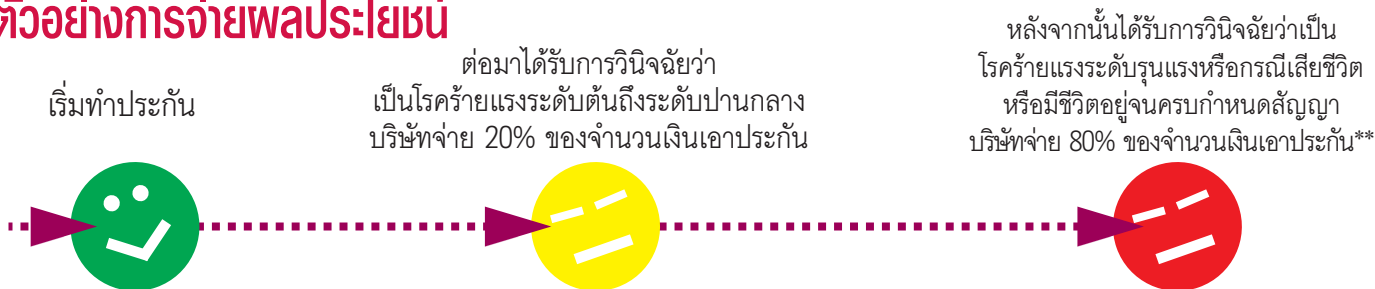 ตัวอย่างการจ่ายผลประโยชน์
เริ่มทำประกัน
ต่อมาได้รับการวินิจฉัยว่า
เป็นโรคร้ายแรงระดับต้นถึงระดับปานกลาง
บริษัทจ่าย 20% ของจำนวนเงินเอาประกัน
หลังจากนั้นได้รับการวินิจฉัยว่าเป็น
โรคร้ายแรงระดับรุนแรงหรือกรณีเสียชีวิต
หรือมีชีวิตอยู่จนครบกำหนดสัญญา
บริษัทจ่าย 80% ของจำนวนเงินเอาประกัน**